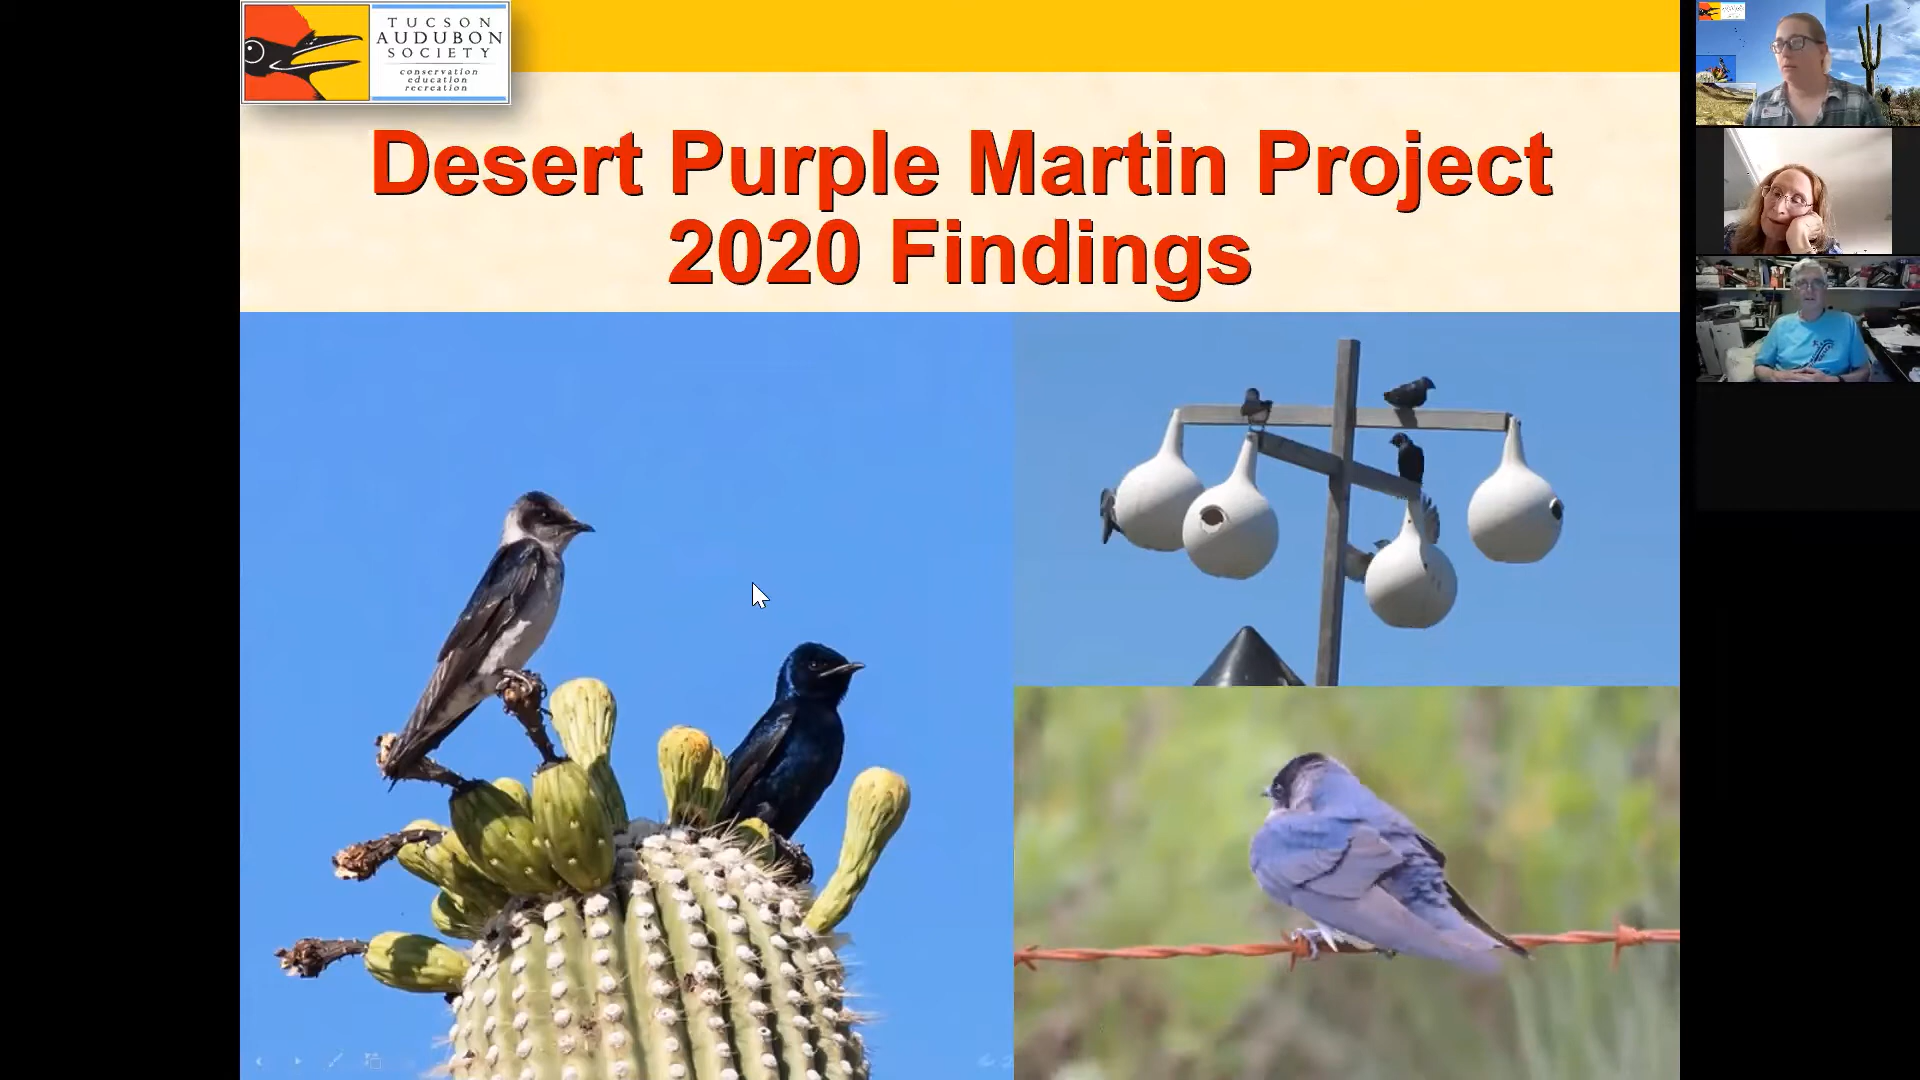 TUCSON
AUDUBON
SOCIETY
conservation
education
recreation
Desert Purple Martin Project
2020 Findings